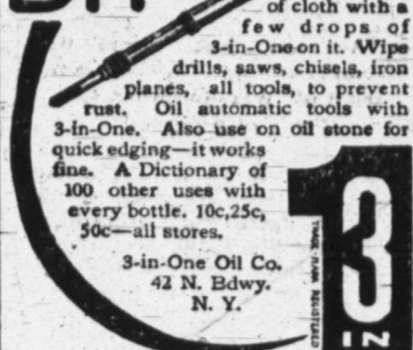 of cloth with a
few drops of
3-in-One on it. Wipe
drills, saws, chisels, iron
planes, all tools, to prevent
rust. Oil automatic tools with
3-in-One. Also use on oil stone for
quick edging—it works
fine. A Dictionary of
100 other uses with
every bottle. 10c,25c,
50c—all stores.
3-in-One Oil Co.
42 N. Bdwy.
N. Y.
3
IN
TRADE-MARK REGISTERED